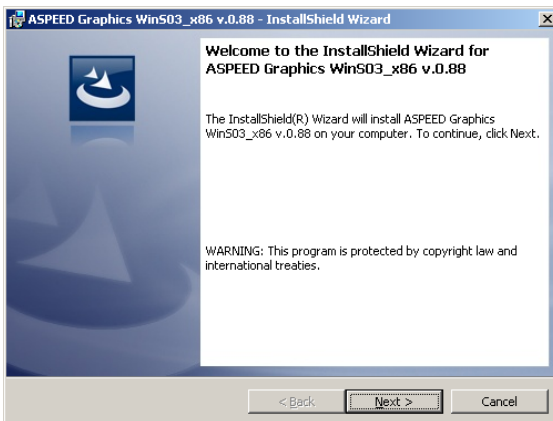 ASPEED Graphics WinS03_x86 v.0.88 - InstallShield Wizard
Welcome to the InstallShield Wizard for
ASPEED Graphics WinS03_x86 v.0.88
The InstallShield(R) Wizard will install ASPEED Graphics
WinS03_x86 v.0.88 on your computer. To continue, click Next.
WARNING: This program is protected by copyright law and
international treaties.
< Back
Next >
Cancel